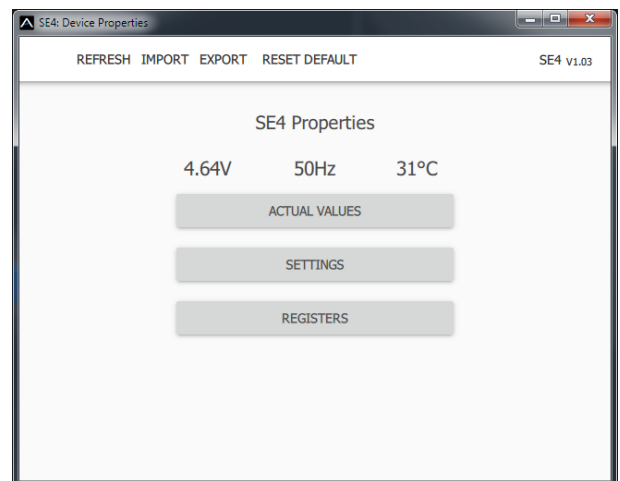 SE4: Device Properties
REFRESH IMPORT EXPORT RESET DEFAULT SE4 V1.03
SE4 Properties
4.64V 50Hz 31°C
ACTUAL VALUES
SETTINGS
REGISTERS